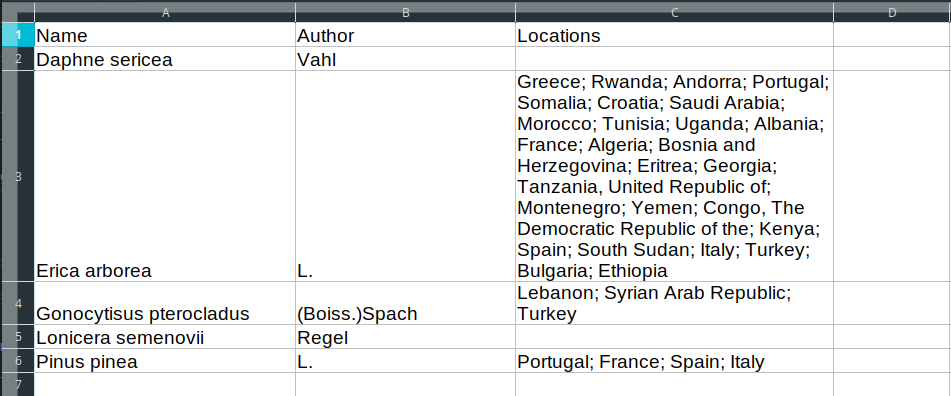 A B C D
1 Name Author Locations
2 Daphne sericea Vahl
Greece; Rwanda; Andorra; Portugal;
Somalia; Croatia; Saudi Arabia;
Morocco; Tunisia; Uganda; Albania;
France; Algeria; Bosnia and
3 Herzegovina; Eritrea; Georgia;
Tanzania, United Republic of;
Montenegro; Yemen; Congo, The
Democratic Republic of the; Kenya;
Spain; South Sudan; Italy; Turkey;
Erica arborea L. Bulgaria; Ethiopia
4 Lebanon; Syrian Arab Republic;
Gonocytisus pterocladus (Boiss.)Spach Turkey
5 Lonicera semenovii Regel
6 Pinus pinea L. Portugal; France; Spain; Italy
7